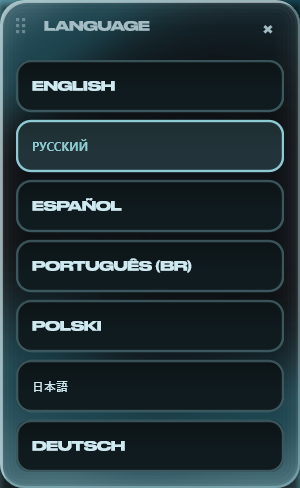 LANGUAGE
ENGLISH
РУССКИЙ
ESPAÑOL
PORTUGUÊS (BR)
POLSKI
日本語
DEUTSCH